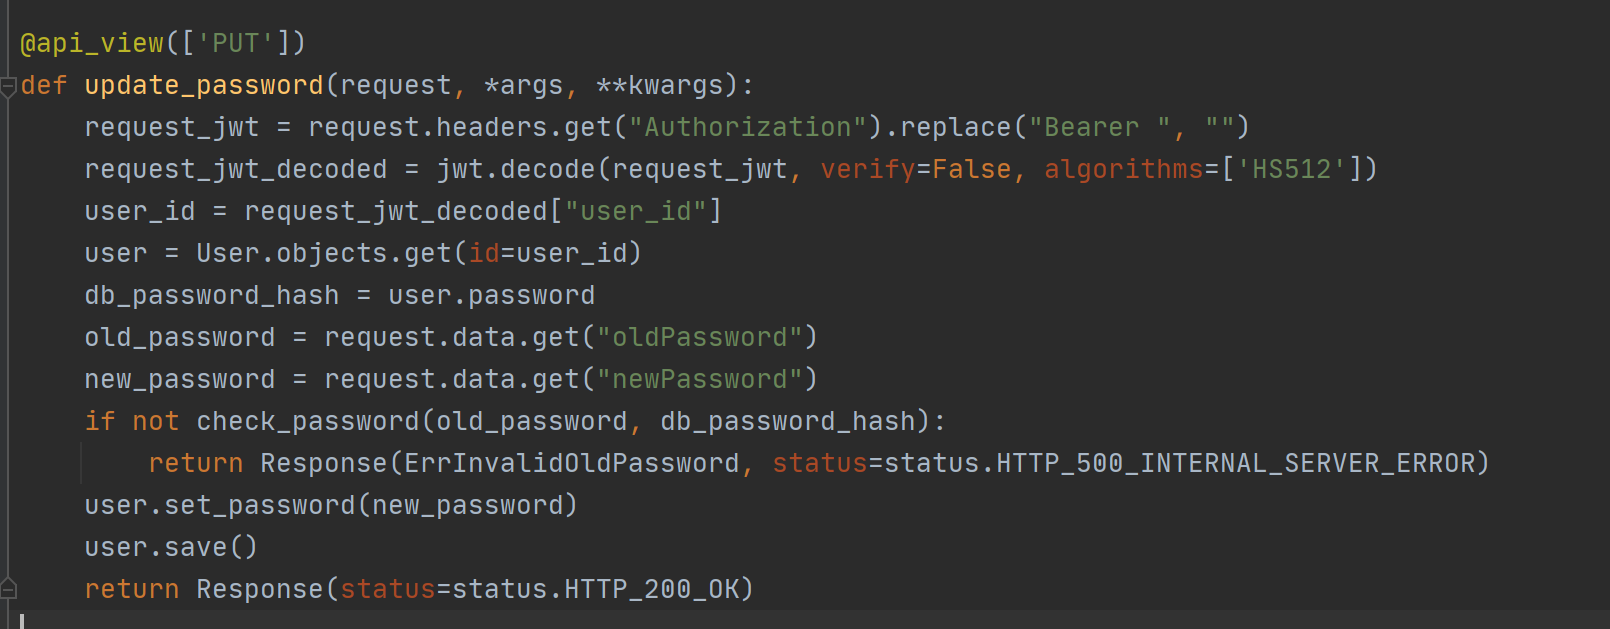 @api_view(['PUT'])
def update_password(request, *args, **kwargs):
    request_jwt = request.headers.get("Authorization").replace("Bearer ", "")
    request_jwt_decoded = jwt.decode(request_jwt, verify=False, algorithms=['HS512'])
    user_id = request_jwt_decoded["user_id"]
    user = User.objects.get(id=user_id)
    db_password_hash = user.password
    old_password = request.data.get("oldPassword")
    new_password = request.data.get("newPassword")
    if not check_password(old_password, db_password_hash):
        return Response(ErrInvalidOldPassword, status=status.HTTP_500_INTERNAL_SERVER_ERROR)
    user.set_password(new_password)
    user.save()
    return Response(status=status.HTTP_200_OK)